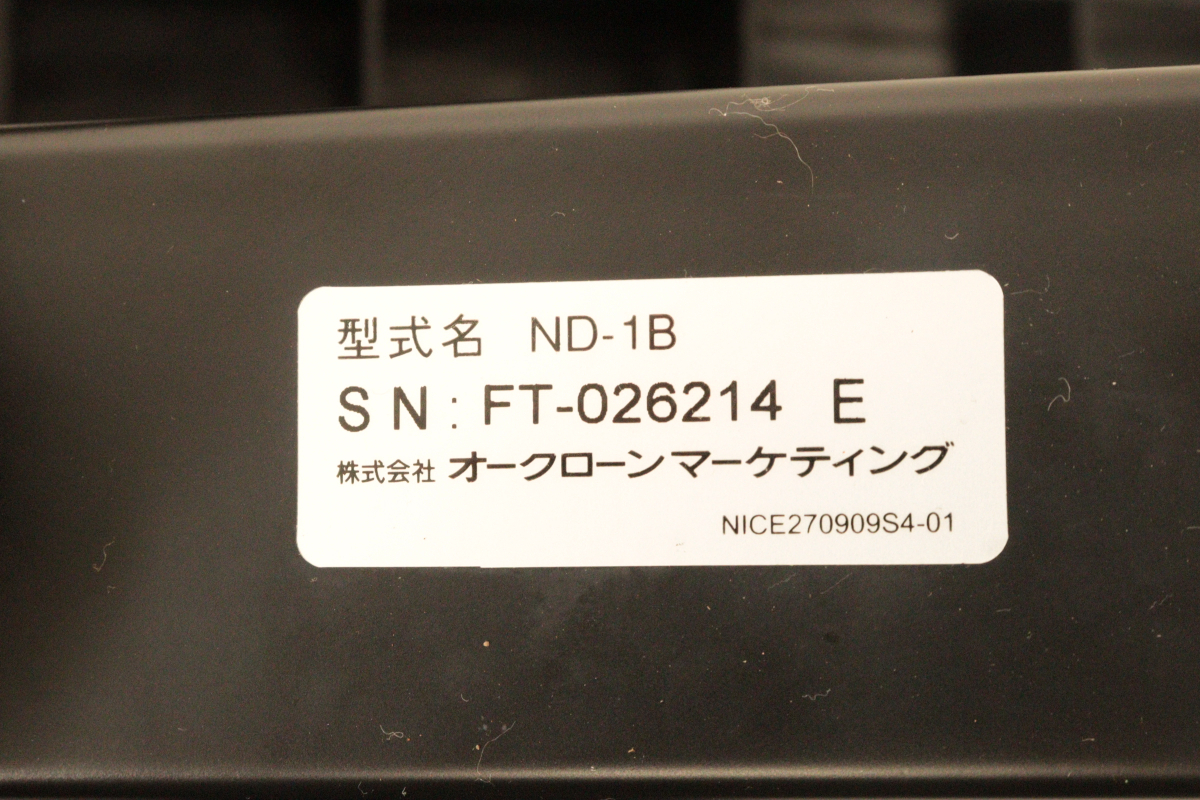 型式名 ND-1B
SN: FT-026214 E
株式会社 オークローンマーケティング
NICE270909S4-01